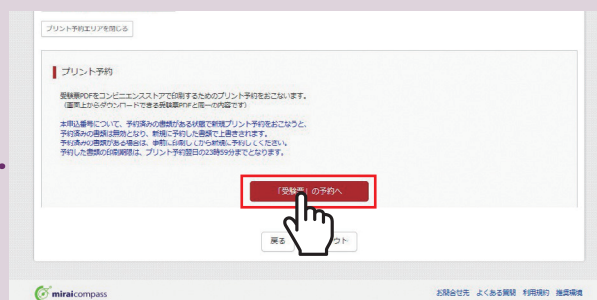 プリント予約エリアを閉じる
プリント予約
受験票PDFをコンビニエンスストアで印刷するためのプリント予約をおこないます。
(画面上からダウンロードできる受験票PDFと同一の内容です)
本申込番号について、予約済みの書類がある状態で新規プリント予約をおこなうと、
予約済みの書類は無効となり、新規に予約した書類で上書きされます。
予約済みの書類がある場合は、事前に印刷してから新規に予約してください。
予約した書類の印刷期限は、プリント予約翌日の23時59分までとなります。
「受験票」の予約へ
戻る
ウト
miraicompass
お問合せ先 よくある質問 利用規約 推奨環境